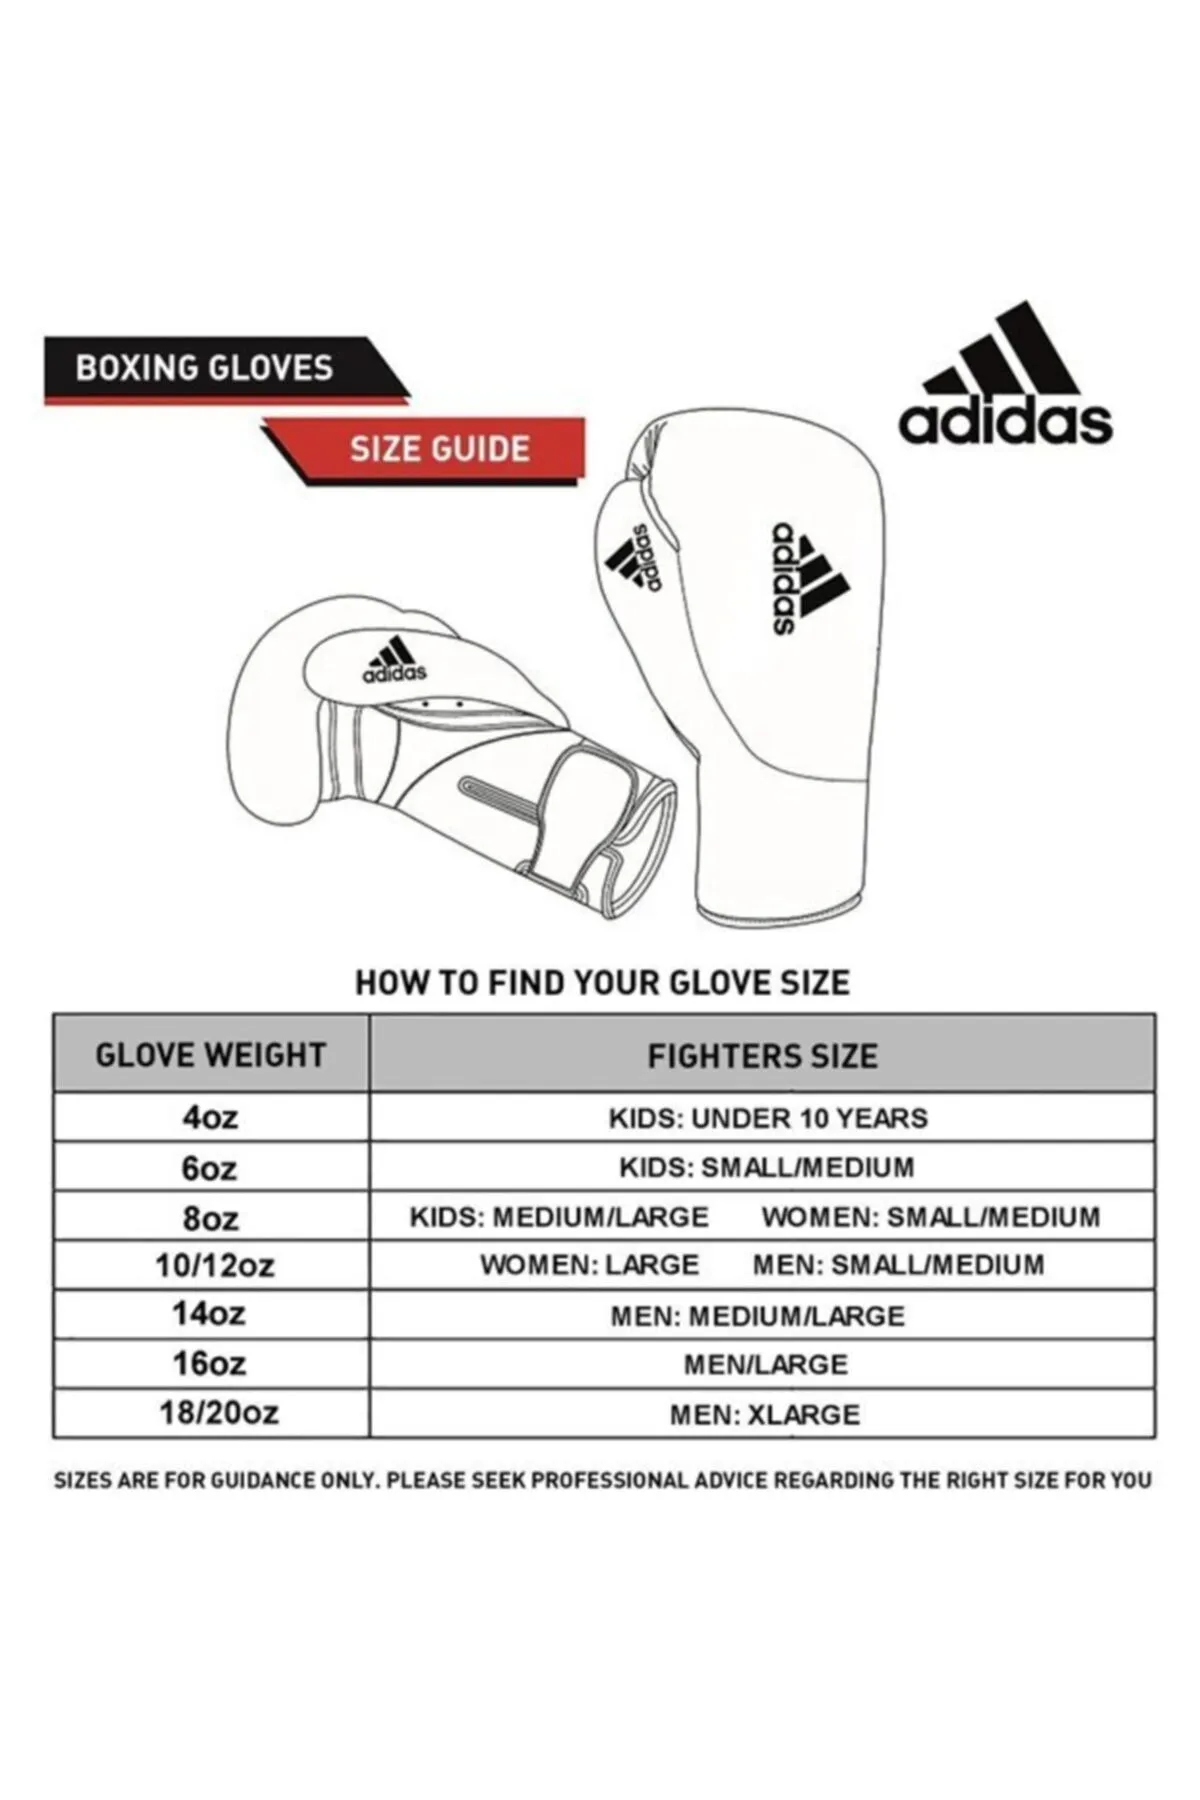 BOXING GLOVES
adidas
SIZE GUIDE
adidas
adidas
adidas
HOW TO FIND YOUR GLOVE SIZE
GLOVE WEIGHT FIGHTERS SIZE
4oz KIDS: UNDER 10 YEARS
6oz KIDS: SMALL/MEDIUM
8oz KIDS: MEDIUM/LARGE WOMEN: SMALL/MEDIUM
10/12oz WOMEN: LARGE MEN: SMALL/MEDIUM
14oz MEN: MEDIUM/LARGE
16oz MEN/LARGE
18/20oz MEN: XLARGE
SIZES ARE FOR GUIDANCE ONLY. PLEASE SEEK PROFESSIONAL ADVICE REGARDING THE RIGHT SIZE FOR YOU